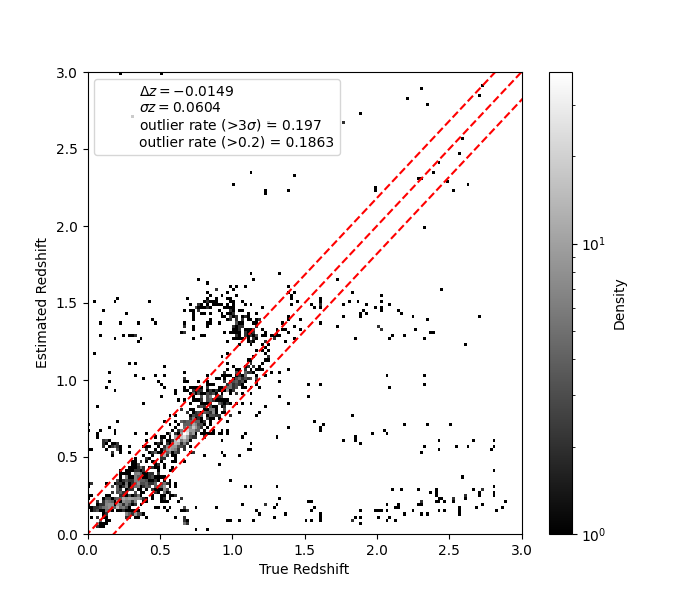 Δz = −0.0149
σz = 0.0604
outlier rate (>3σ) = 0.197
outlier rate (>0.2) = 0.1863
3.0
2.5
2.0
1.5
1.0
0.5
0.0
Estimated Redshift
0.0 0.5 1.0 1.5 2.0 2.5 3.0
True Redshift
10¹
10⁰
Density